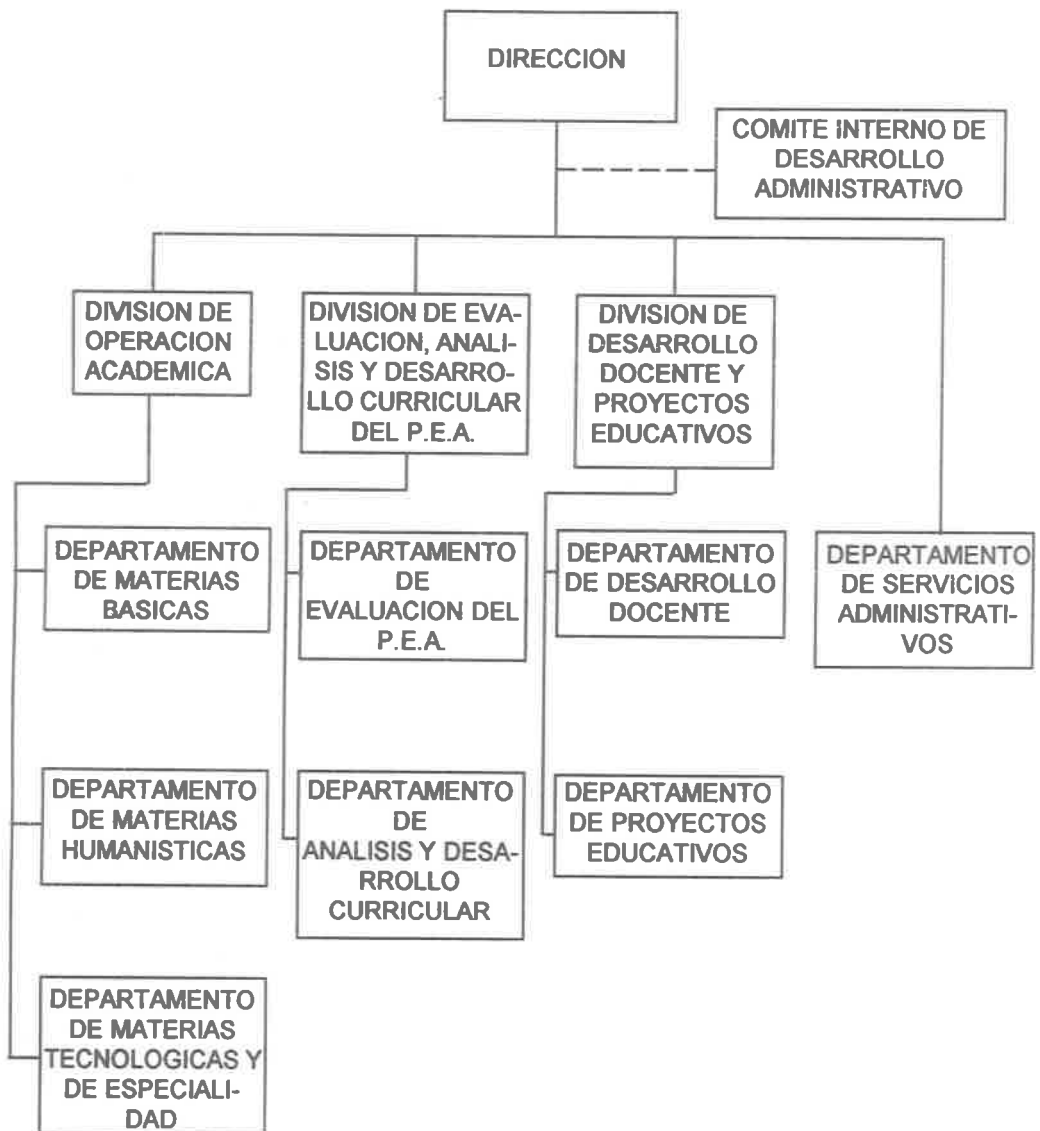 DIRECCION
COMITE INTERNO DE
DESARROLLO
ADMINISTRATIVO
DIVISION DE
OPERACION
ACADEMICA
DIVISION DE EVA-
LUACION, ANALI-
SIS Y DESARRO-
LLO CURRICULAR
DEL P.E.A.
DIVISION DE
DESARROLLO
DOCENTE Y
PROYECTOS
EDUCATIVOS
DEPARTAMENTO
DE MATERIAS
BASICAS
DEPARTAMENTO
DE
EVALUACION DEL
P.E.A.
DEPARTAMENTO
DE DESARROLLO
DOCENTE
DEPARTAMENTO
DE SERVICIOS
ADMINISTRATI-
VOS
DEPARTAMENTO
DE MATERIAS
HUMANISTICAS
DEPARTAMENTO
DE
ANALISIS Y DESA-
RROLLO
CURRICULAR
DEPARTAMENTO
DE PROYECTOS
EDUCATIVOS
DEPARTAMENTO
DE MATERIAS
TECNOLOGICAS Y
DE ESPECIALI-
DAD